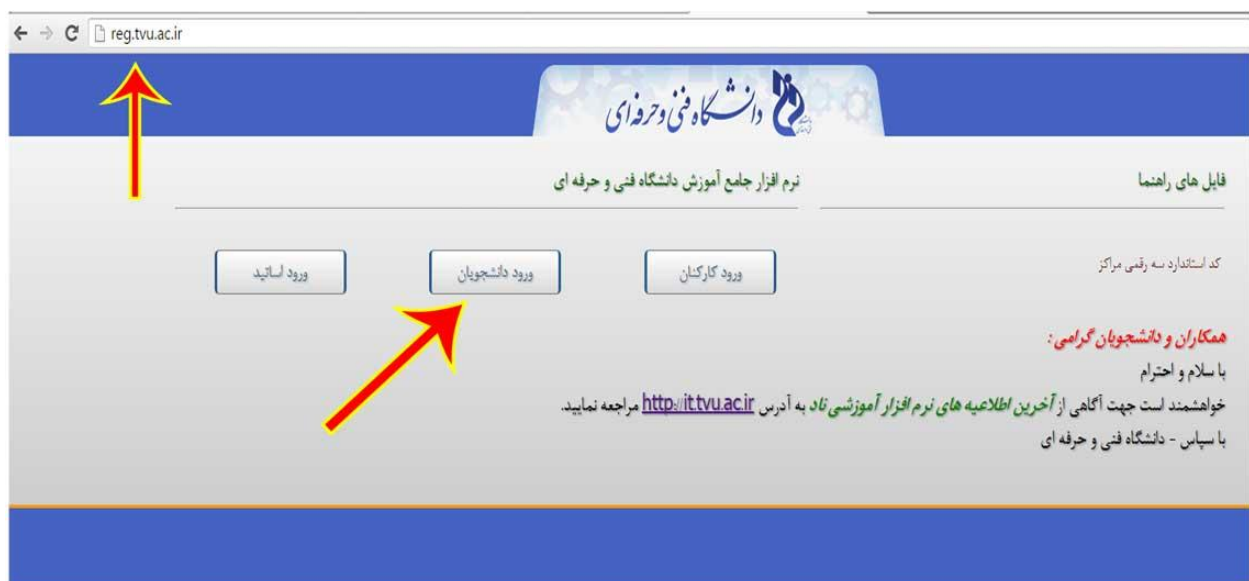 reg.tvu.ac.ir
دانشگاه فنی و حرفه ای
فایل های راهنما
نرم افزار جامع آموزش دانشگاه فنی و حرفه ای
کد استاندارد سه رقمی مراکز
ورود کارکنان
ورود دانشجویان
ورود اساتید
همکاران و دانشجویان گرامی :
با سلام و احترام
خواهشمند است جهت آگاهی از آخرین اطلاعیه های نرم افزار آموزشی ناد به آدرس http://it.tvu.ac.ir مراجعه نمایید.
با سپاس - دانشگاه فنی و حرفه ای